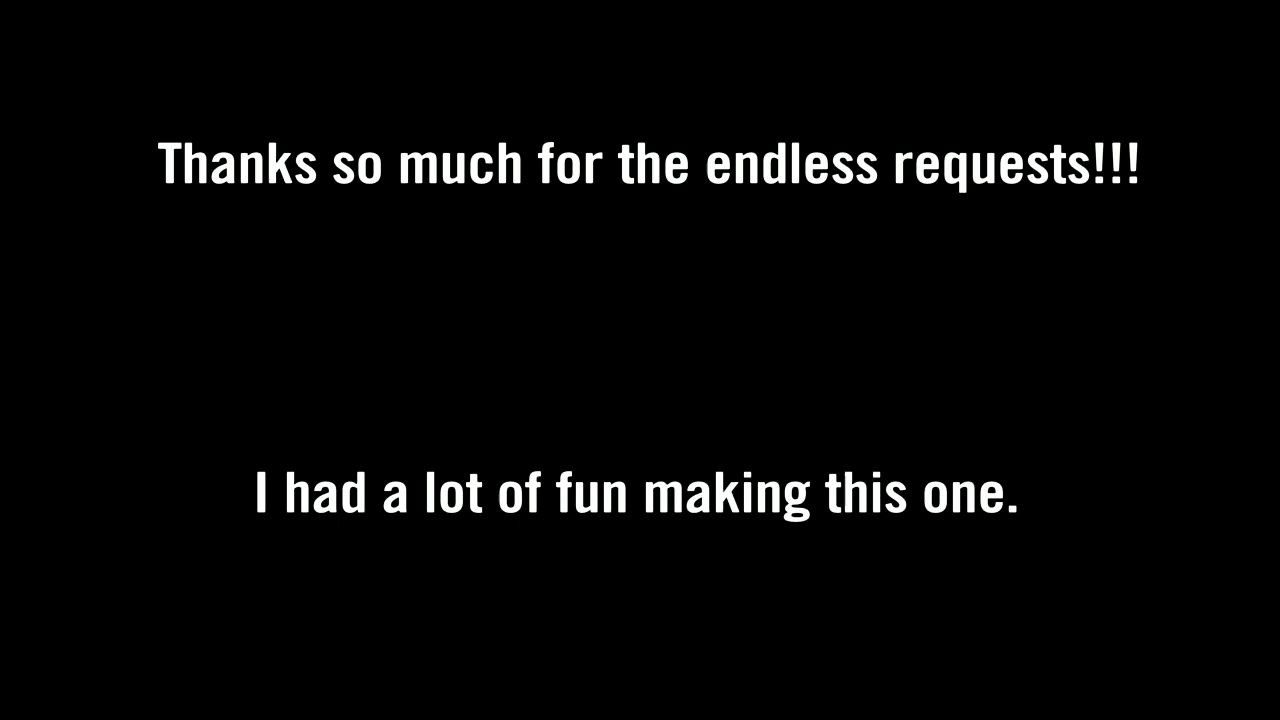 Thanks so much for the endless requests!!!
I had a lot of fun making this one.